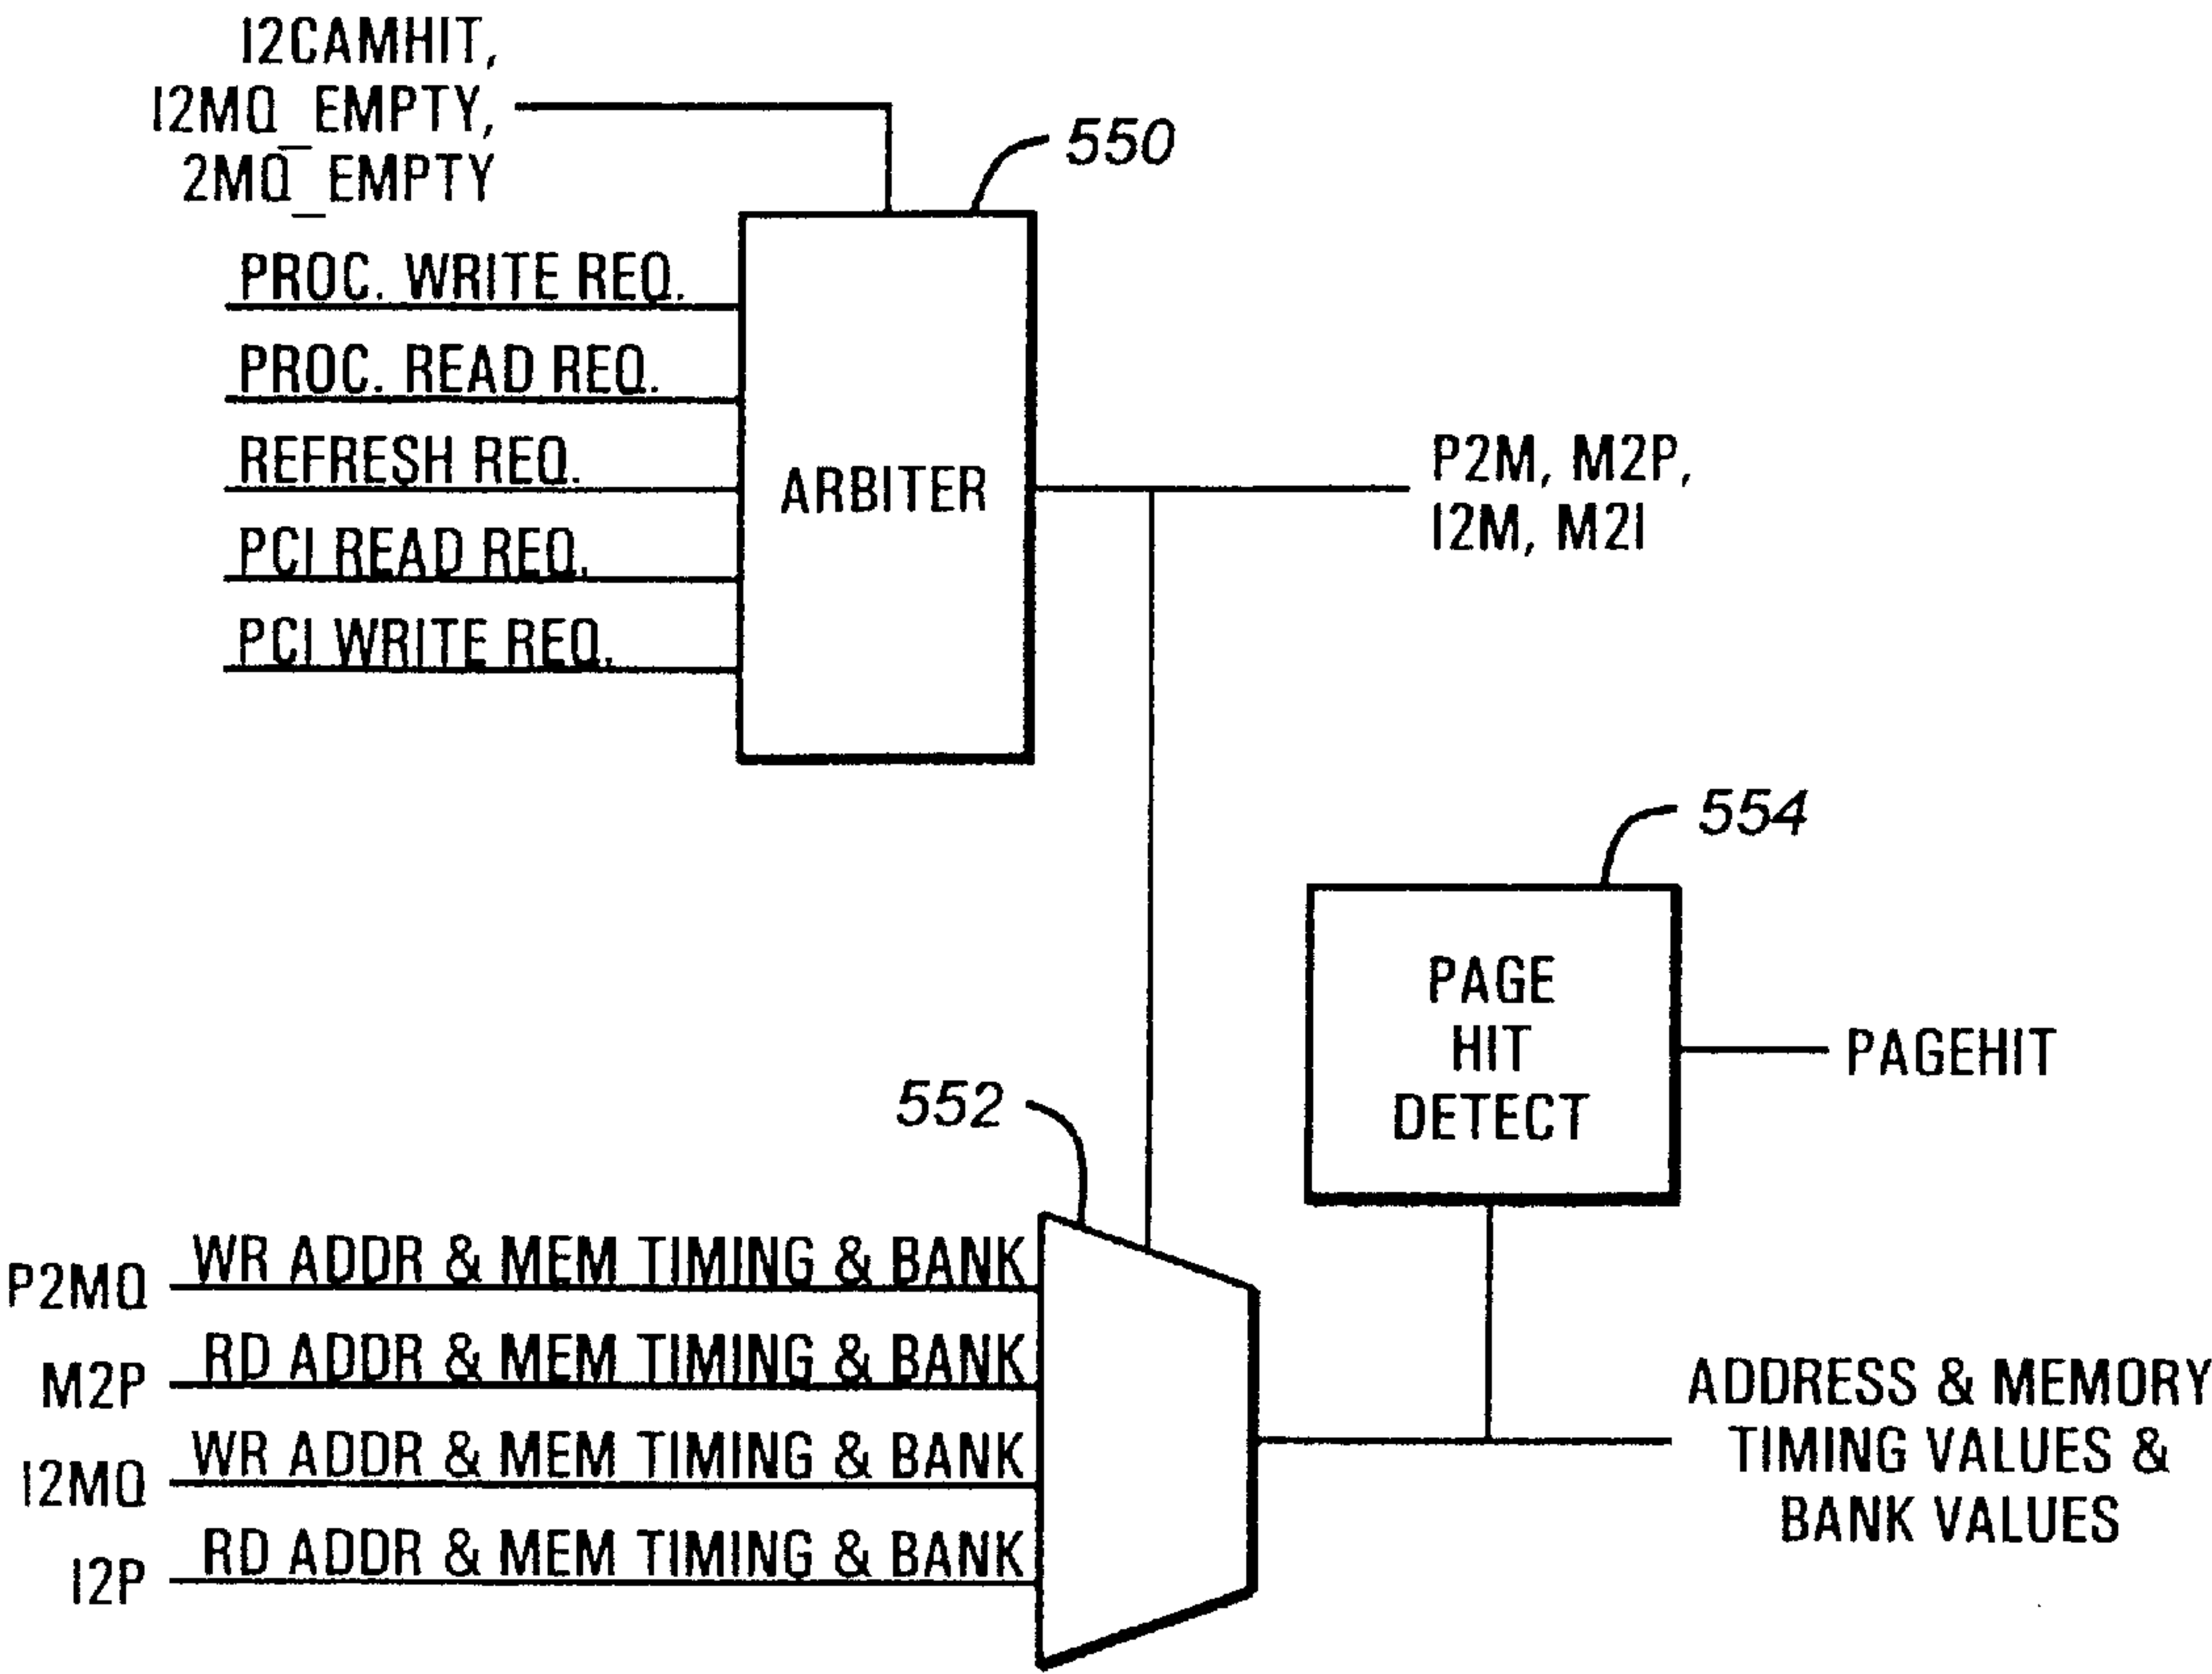 I2CAMHIT,
I2MQ_EMPTY,
2MQ_EMPTY
550
PROC. WRITE REQ.
PROC. READ REQ.
REFRESH REQ.
PCI READ REQ.
PCI WRITE REQ.
ARBITER
P2M, M2P,
I2M, M2I
554
PAGE
HIT
DETECT
PAGEHIT
552
P2MQ WR ADDR & MEM TIMING & BANK
M2P RD ADDR & MEM TIMING & BANK
I2MQ WR ADDR & MEM TIMING & BANK
I2P RD ADDR & MEM TIMING & BANK
ADDRESS & MEMORY
TIMING VALUES &
BANK VALUES